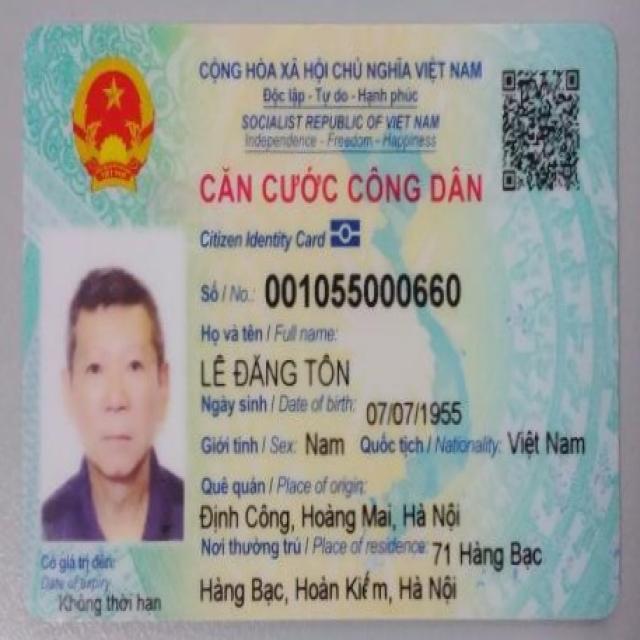 CỘNG HÒA XÃ HỘI CHỦ NGHĨA VIỆT NAM
Độc lập - Tự do - Hạnh phúc
SOCIALIST REPUBLIC OF VIET NAM
Independence - Freedom - Happiness
CĂN CƯỚC CÔNG DÂN
Citizen Identity Card
Số / No.: 001055000660
Họ và tên / Full name:
LÊ ĐĂNG TÔN
Ngày sinh / Date of birth: 07/07/1955
Giới tính / Sex: Nam Quốc tịch / Nationality: Việt Nam
Quê quán / Place of origin:
Định Công, Hoàng Mai, Hà Nội
Nơi thường trú / Place of residence: 71 Hàng Bạc
Hàng Bạc, Hoàn Kiếm, Hà Nội
Có giá trị đến:
Date of expiry
Không thời hạn